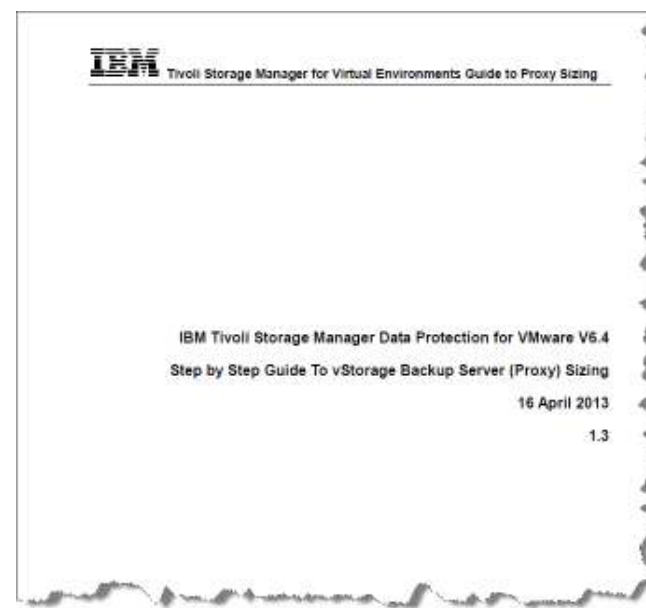 IBM Tivoli Storage Manager for Virtual Environments Guide to Proxy Sizing
IBM Tivoli Storage Manager Data Protection for VMware V6.4
Step by Step Guide To vStorage Backup Server (Proxy) Sizing
16 April 2013
1.3